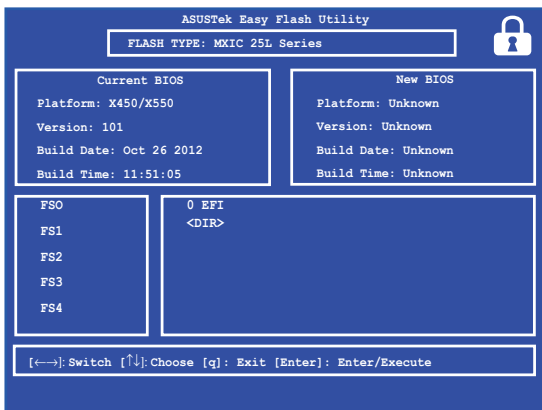 ASUSTek Easy Flash Utility
FLASH TYPE: MXIC 25L Series
Current BIOS
Platform: X450/X550
Version: 101
Build Date: Oct 26 2012
Build Time: 11:51:05
New BIOS
Platform: Unknown
Version: Unknown
Build Date: Unknown
Build Time: Unknown
FSO
FS1
FS2
FS3
FS4
0 EFI
<DIR>
[←→]: Switch [↑↓]: Choose [q]: Exit [Enter]: Enter/Execute